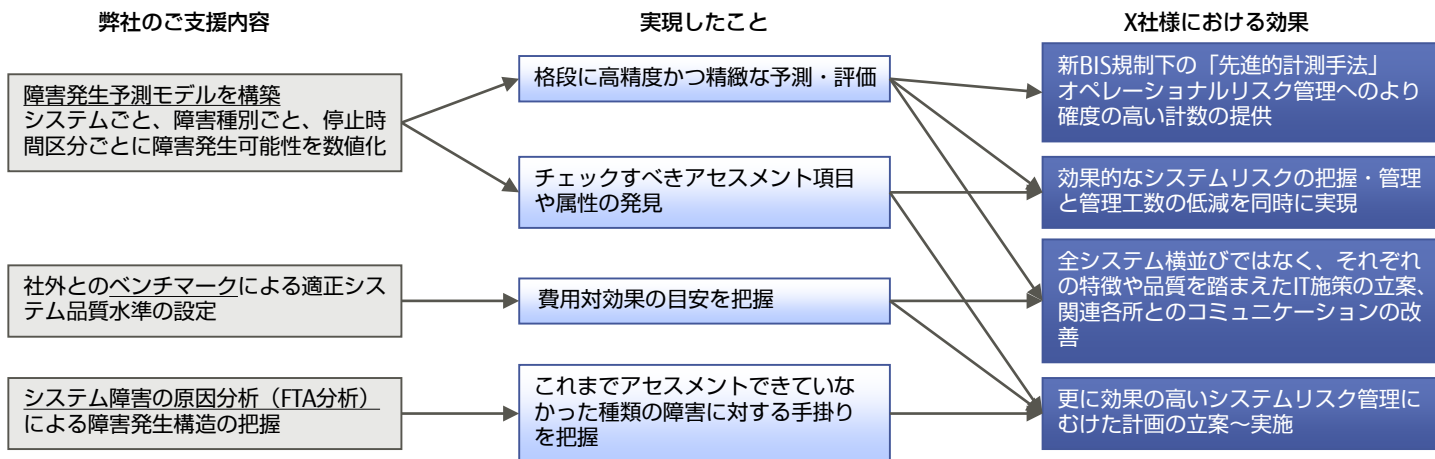 弊社のご支援内容
実現したこと
X社様における効果
障害発生予測モデルを構築
システムごと、障害種別ごと、停止時
間区分ごとに障害発生可能性を数値化
社外とのベンチマークによる適正シス
テム品質水準の設定
システム障害の原因分析（FTA分析）
による障害発生構造の把握
格段に高精度かつ精緻な予測・評価
チェックすべきアセスメント項目
や属性の発見
費用対効果の目安を把握
これまでアセスメントできていな
かった種類の障害に対する手掛り
を把握
新BIS規制下の「先進的計測手法」
オペレーショナルリスク管理へのより
確度の高い計数の提供
効果的なシステムリスクの把握・管理
と管理工数の低減を同時に実現
全システム横並びではなく、それぞれ
の特徴や品質を踏まえたIT施策の立案、
関連各所とのコミュニケーションの改
善
更に効果の高いシステムリスク管理に
むけた計画の立案～実施